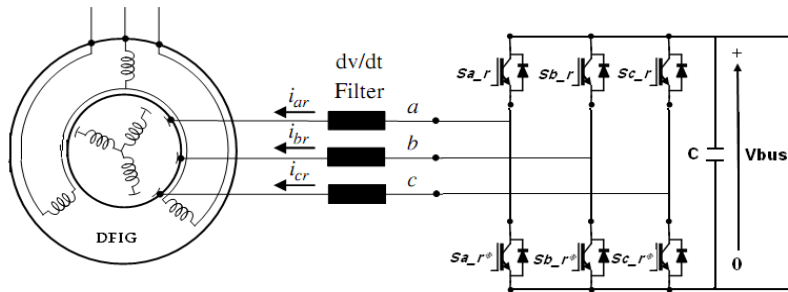 dv/dt
Filter
i_ar
a
i_br
b
i_cr
c
DFIG
Sa_r
Sb_r
Sc_r
Sa_r*
Sb_r*
Sc_r*
C
+
Vbus
0